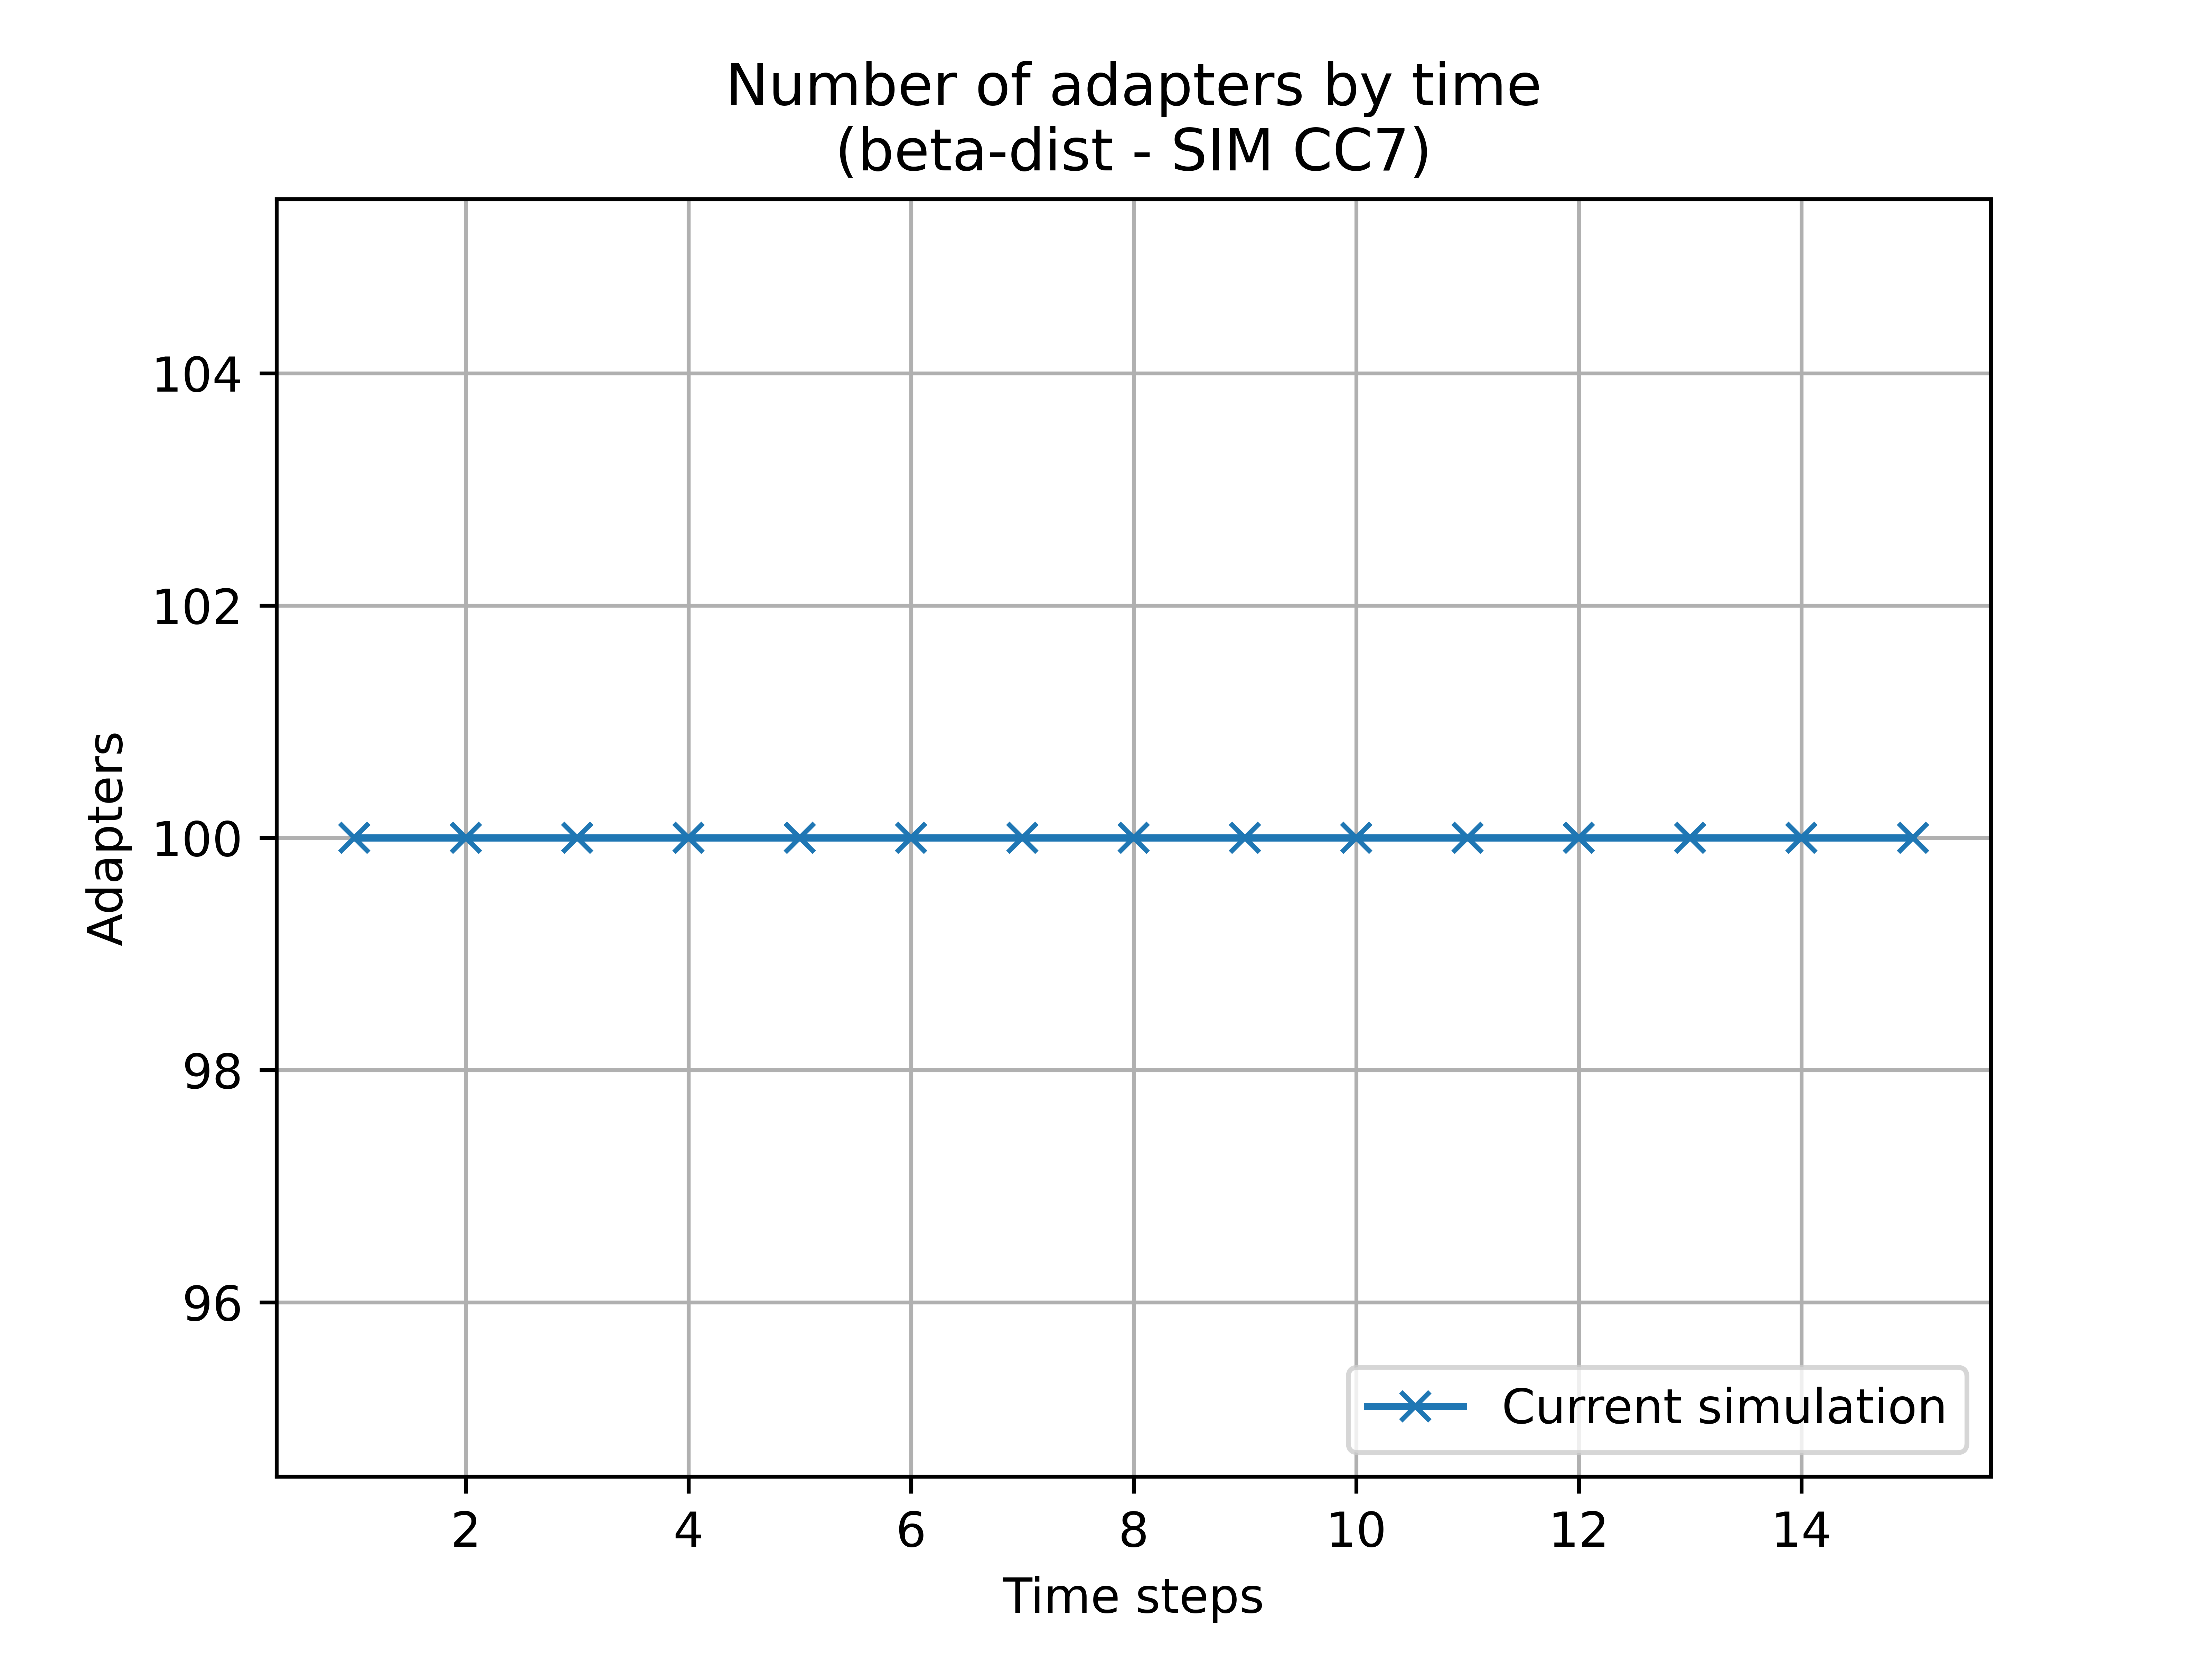 Number of adapters by time
(beta-dist - SIM CC7)
104
102
100
98
96
Adapters
2 4 6 8 10 12 14
Time steps
Current simulation